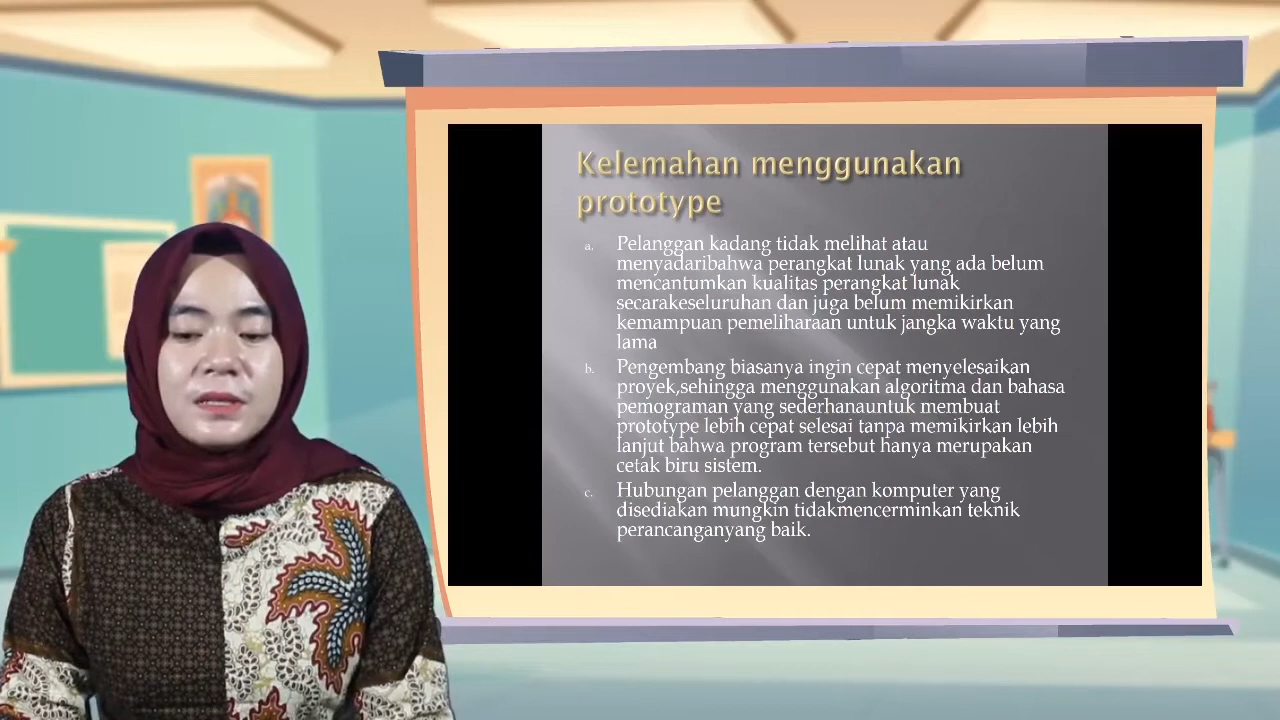 Kelemahan menggunakan
prototype
a. Pelanggan kadang tidak melihat atau
menyadaribahwa perangkat lunak yang ada belum
mencantumkan kualitas perangkat lunak
secarakeseluruhan dan juga belum memikirkan
kemampuan pemeliharaan untuk jangka waktu yang
lama
b. Pengembang biasanya ingin cepat menyelesaikan
proyek,sehingga menggunakan algoritma dan bahasa
pemograman yang sederhanauntuk membuat
prototype lebih cepat selesai tanpa memikirkan lebih
lanjut bahwa program tersebut hanya merupakan
cetak biru sistem.
c. Hubungan pelanggan dengan komputer yang
disediakan mungkin tidakmencerminkan teknik
perancanganyang baik.